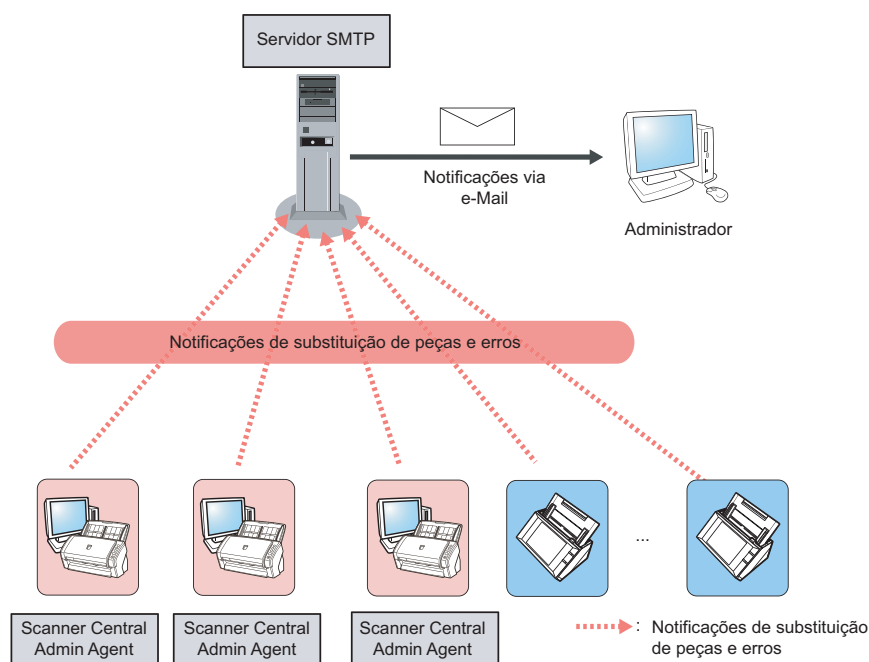 Servidor SMTP
Notificações via
e-Mail
Administrador
Notificações de substituição de peças e erros
...
Scanner Central
Admin Agent
Scanner Central
Admin Agent
Scanner Central
Admin Agent
: Notificações de substituição
de peças e erros